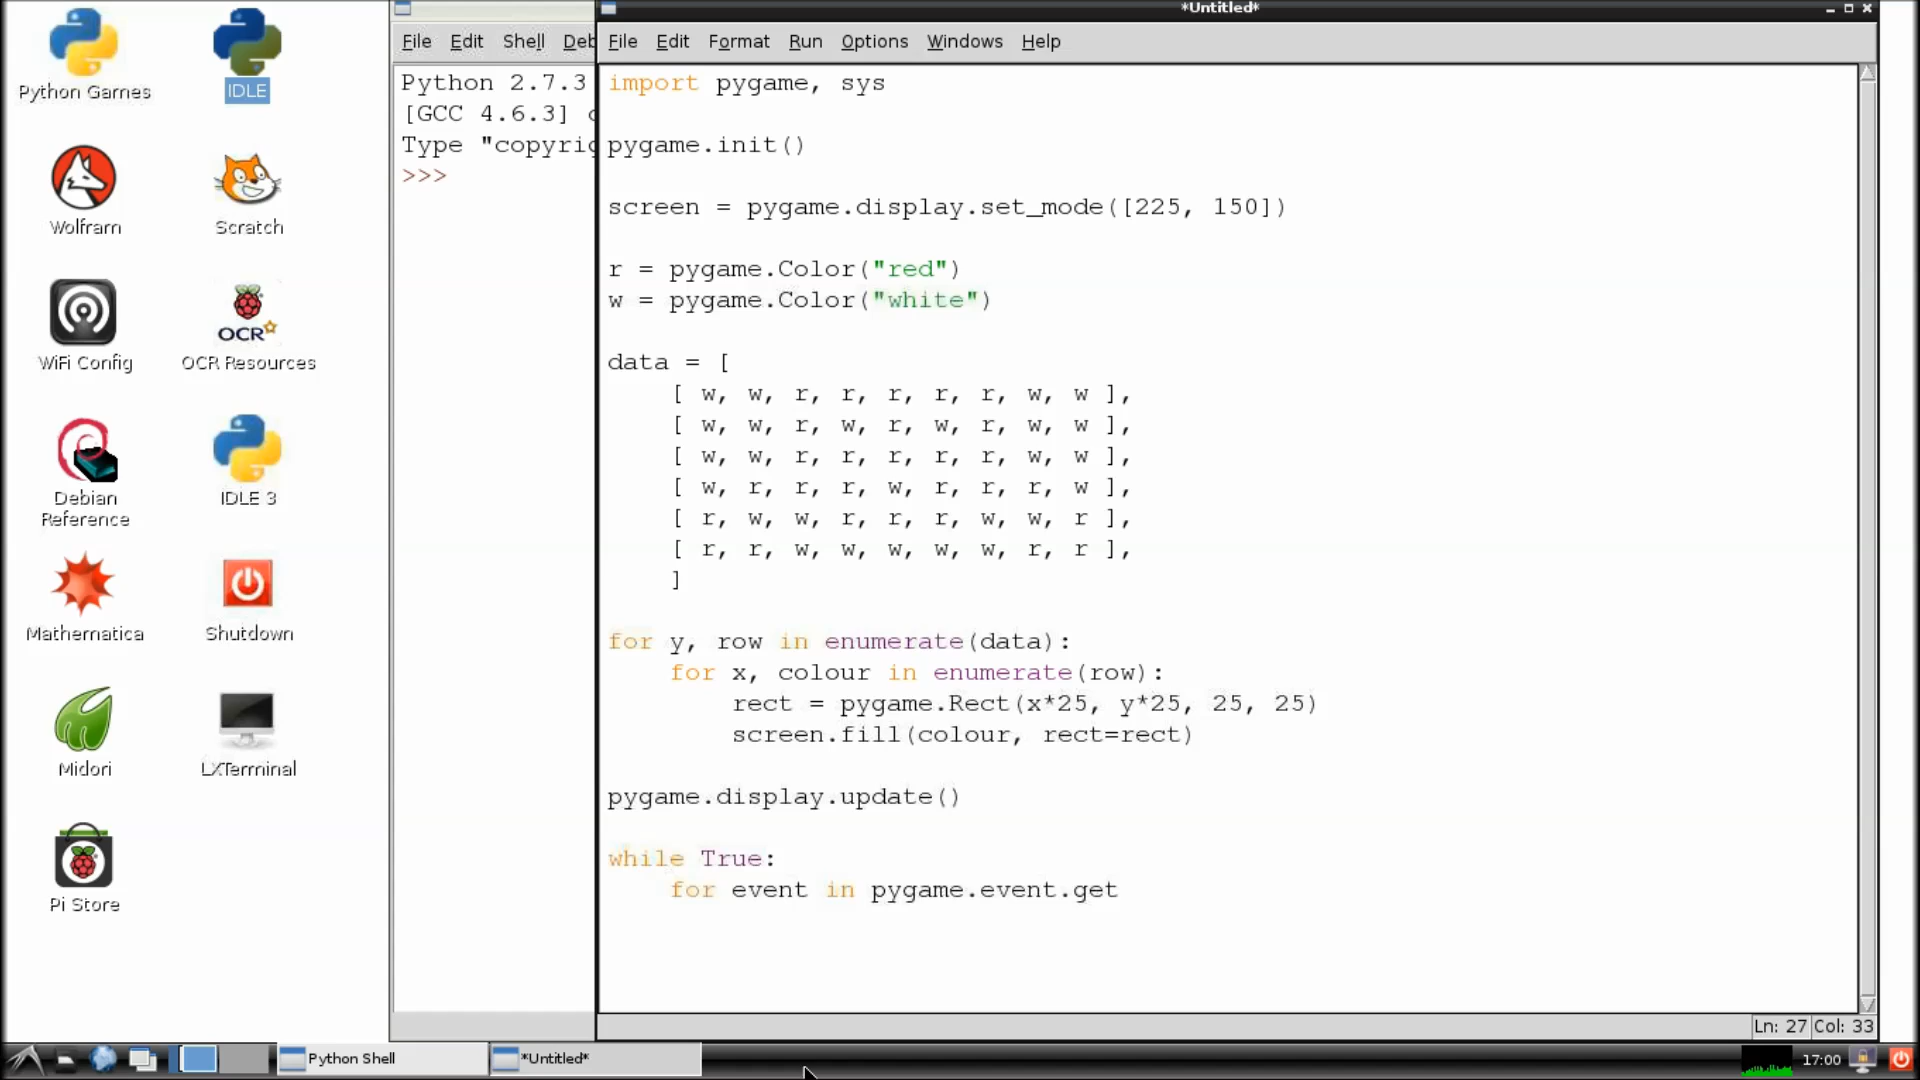 Python Games
IDLE
Wolfram
Scratch
WiFi Config
OCR
OCR Resources
Debian
Reference
IDLE 3
Mathematica
Shutdown
Midori
LXTerminal
Pi Store
File Edit Shell Deb
Python 2.7.3
[GCC 4.6.3]
Type "copyrig
>>>
*Untitled*
File Edit Format Run Options Windows Help
import pygame, sys
pygame.init()
screen = pygame.display.set_mode([225, 150])
r = pygame.Color("red")
w = pygame.Color("white")
data = [
[ w, w, r, r, r, r, r, w, w ],
[ w, w, r, w, r, w, r, w, w ],
[ w, w, r, r, r, r, r, w, w ],
[ w, r, r, r, w, r, r, r, w ],
[ r, w, w, r, r, r, w, w, r ],
[ r, r, w, w, w, w, w, r, r ],
]
for y, row in enumerate(data):
for x, colour in enumerate(row):
rect = pygame.Rect(x*25, y*25, 25, 25)
screen.fill(colour, rect=rect)
pygame.display.update()
while True:
for event in pygame.event.get
Ln: 27 Col: 33
Python Shell
*Untitled*
17:00